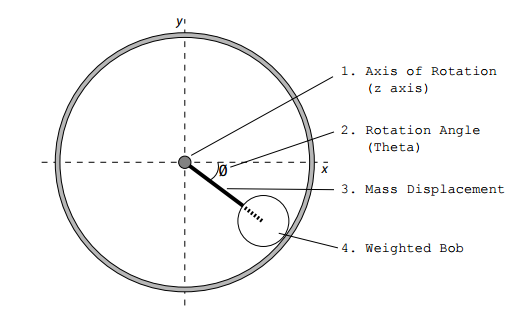 y
1. Axis of Rotation
(z axis)
2. Rotation Angle
(Theta)
Ø
x
3. Mass Displacement
4. Weighted Bob